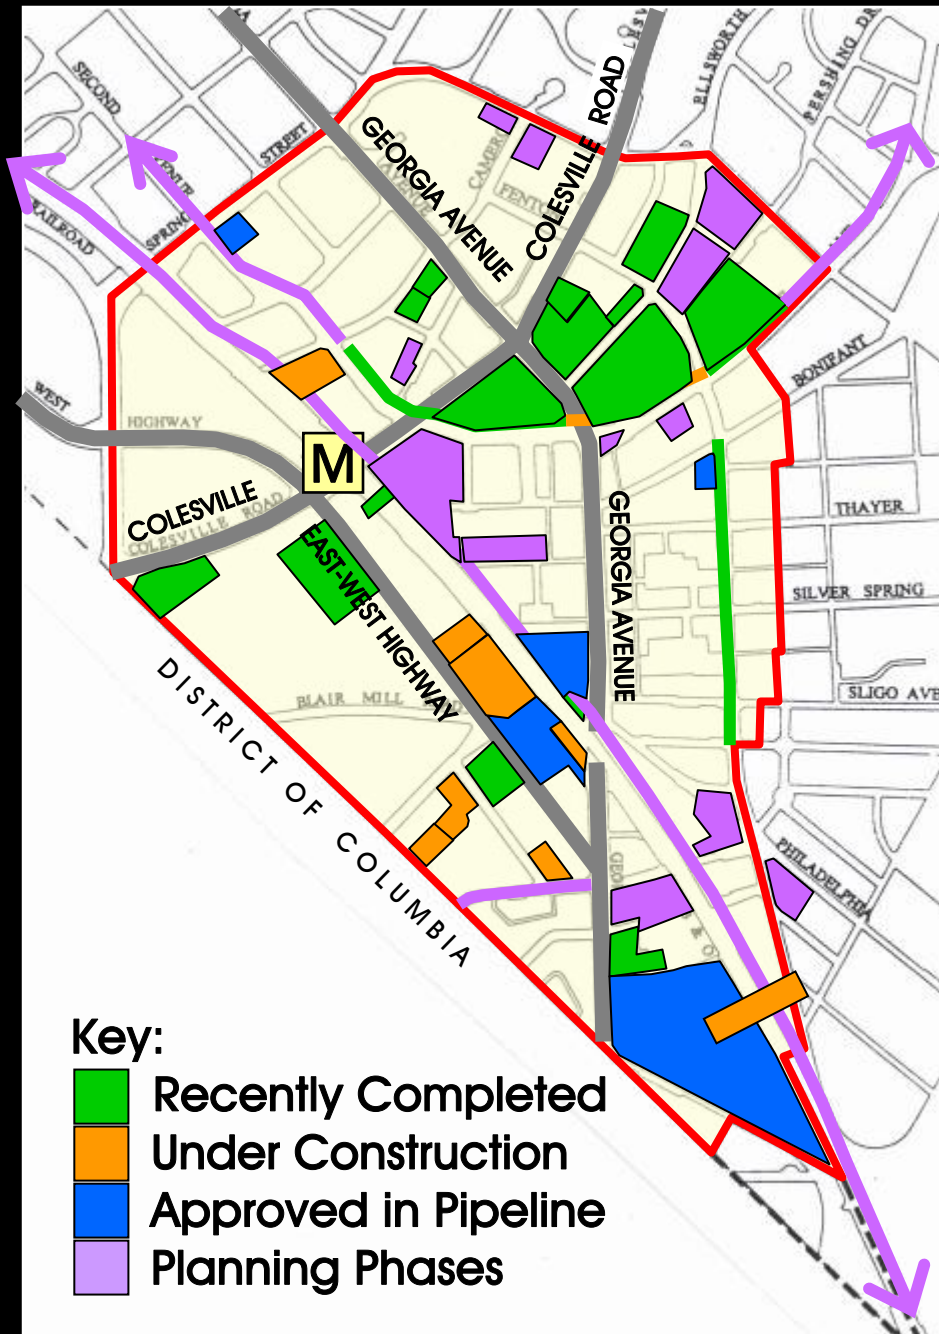 SECOND
STREET
SPRING
RAILROAD
WEST
HIGHWAY
GEORGIA AVENUE
AVENUE
COLESVILLE ROAD
ELLSWORTH
PERSHING DR
BONIFANT
M
COLESVILLE
COLESVILLE ROAD
EAST-WEST HIGHWAY
GEORGIA AVENUE
THAYER
SILVER SPRING
SLIGO AVE
BLAIR MILL
DISTRICT OF COLUMBIA
PHILADELPHIA
Key:
Recently Completed
Under Construction
Approved in Pipeline
Planning Phases